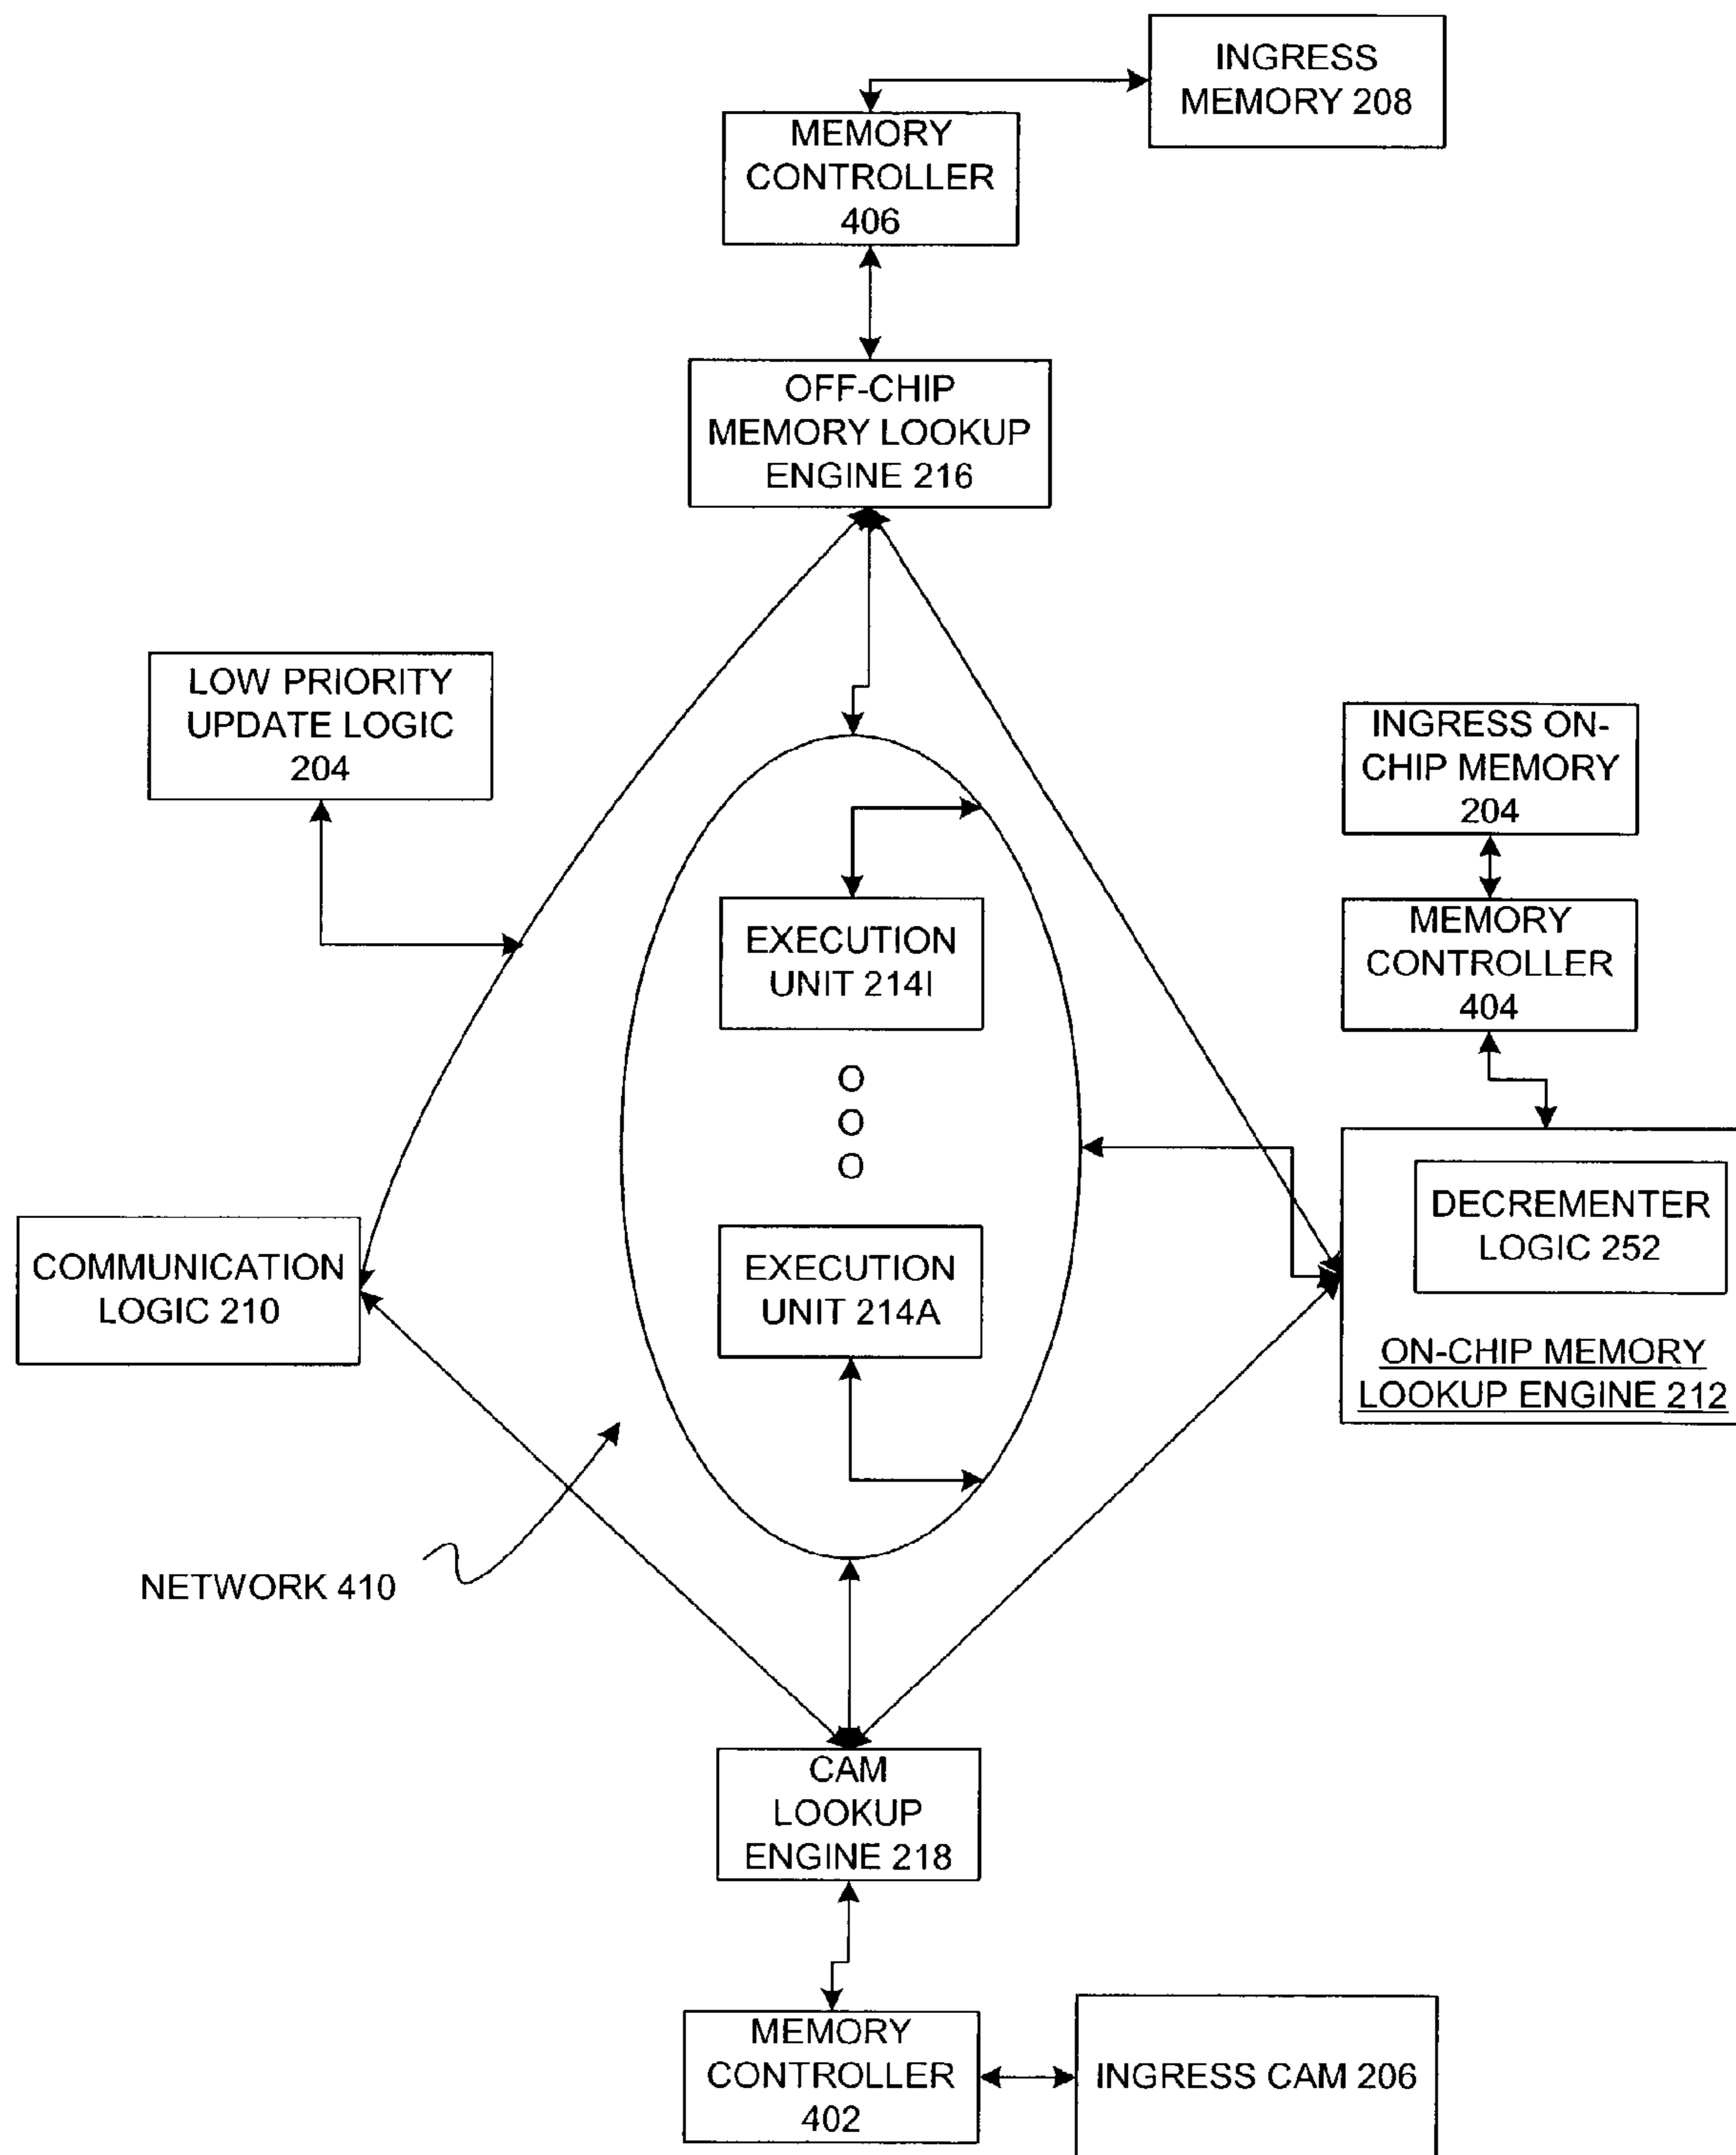 INGRESS
MEMORY 208
MEMORY
CONTROLLER
406
OFF-CHIP
MEMORY LOOKUP
ENGINE 216
LOW PRIORITY
UPDATE LOGIC
204
INGRESS ON-
CHIP MEMORY
204
EXECUTION
UNIT 214I
MEMORY
CONTROLLER
404
O
O
O
DECREMENTER
LOGIC 252
COMMUNICATION
LOGIC 210
EXECUTION
UNIT 214A
ON-CHIP MEMORY
LOOKUP ENGINE 212
NETWORK 410
CAM
LOOKUP
ENGINE 218
MEMORY
CONTROLLER
402
INGRESS CAM 206